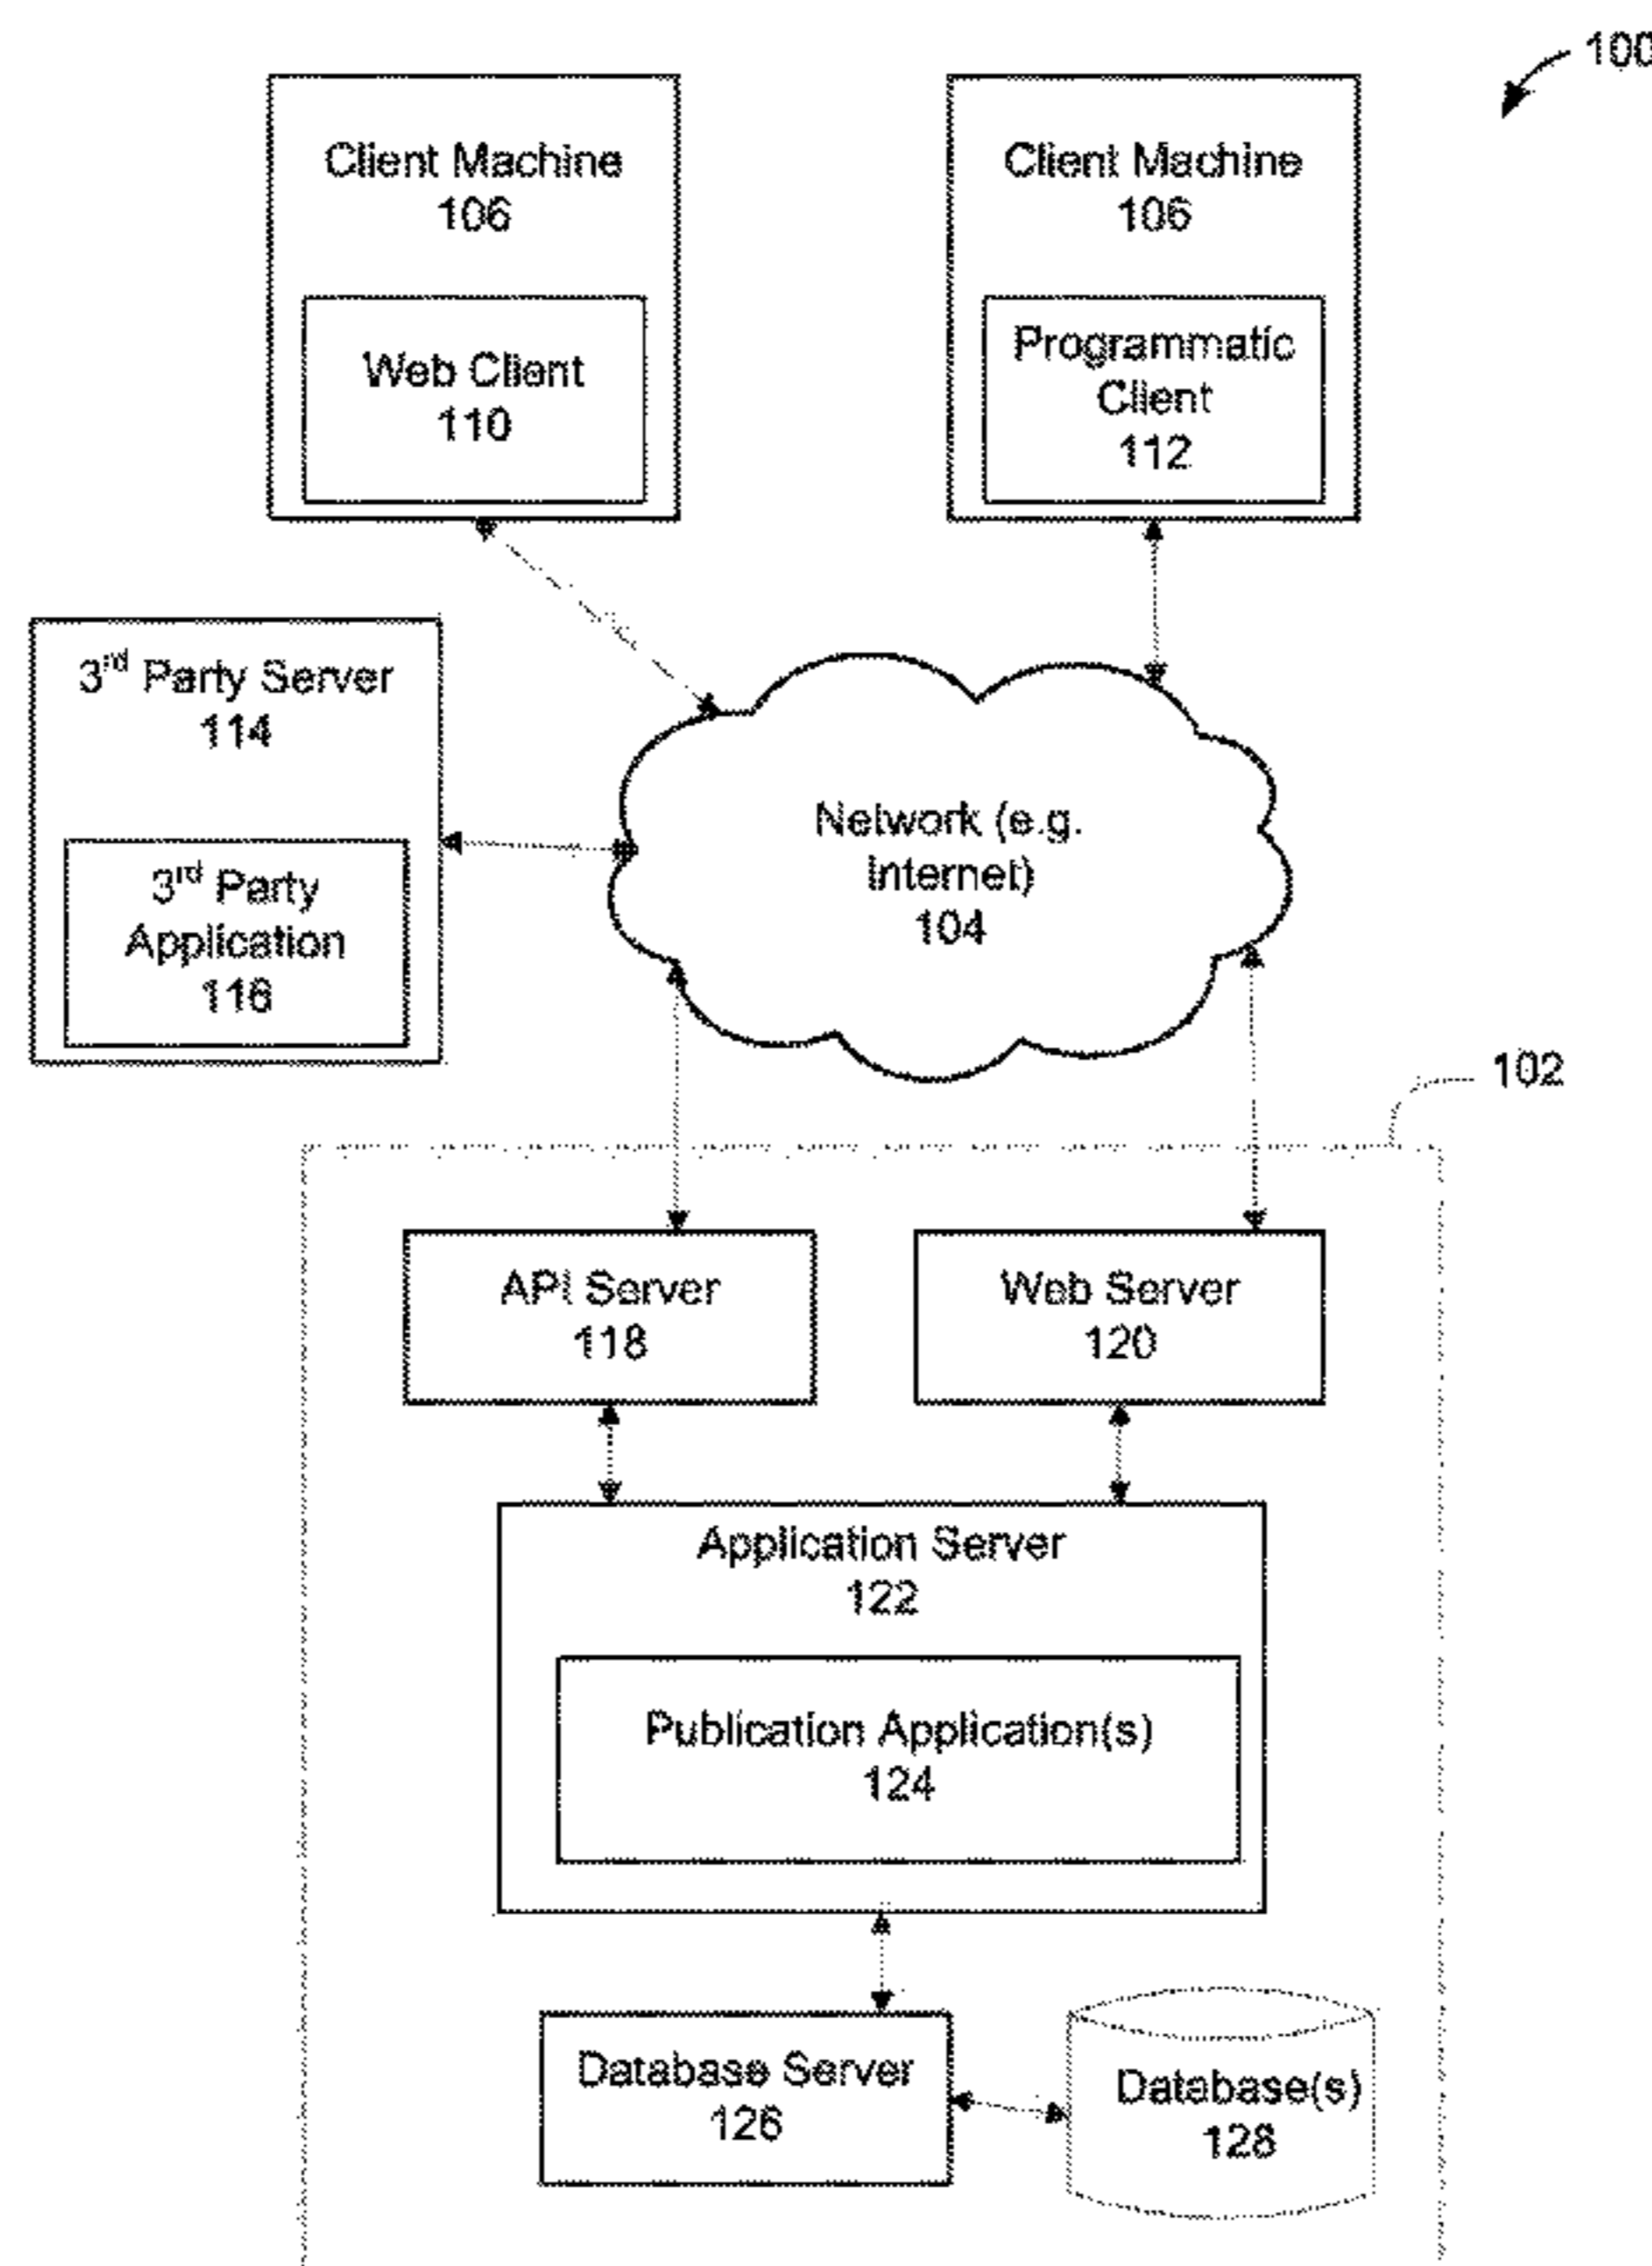 100
Client Machine
106
Web Client
110
Client Machine
106
Programmatic
Client
112
3rd Party Server
114
3rd Party
Application
116
Network (e.g.
Internet)
104
102
API Server
118
Web Server
120
Application Server
122
Publication Application(s)
124
Database Server
126
Database(s)
128